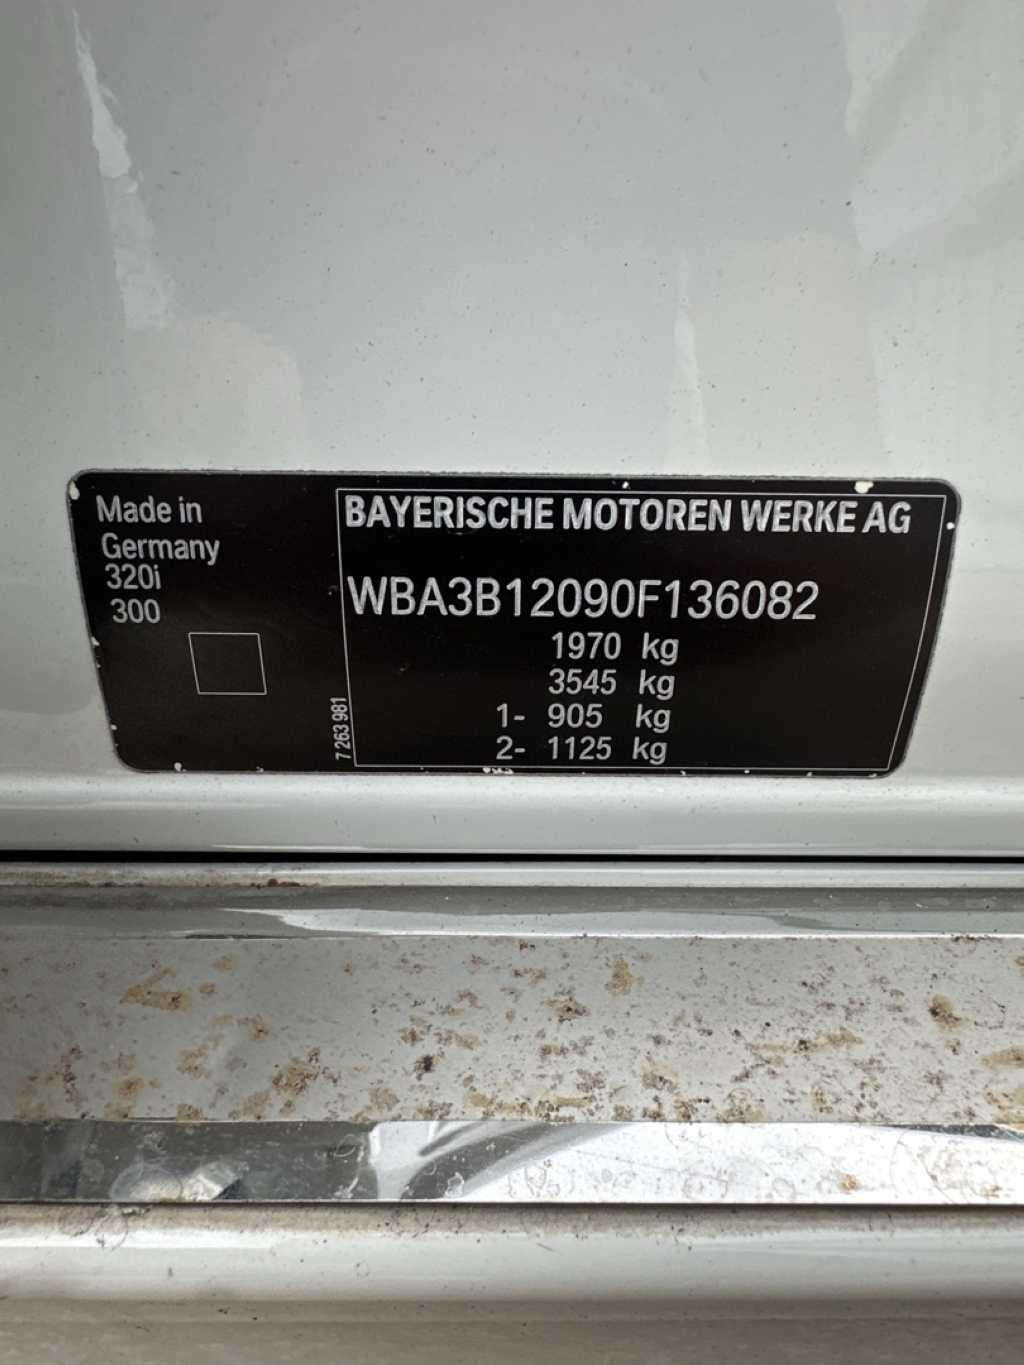 Made in
Germany
320i
300
7 263 981
BAYERISCHE MOTOREN WERKE AG
WBA3B12090F136082
1970 kg
3545 kg
1- 905 kg
2- 1125 kg